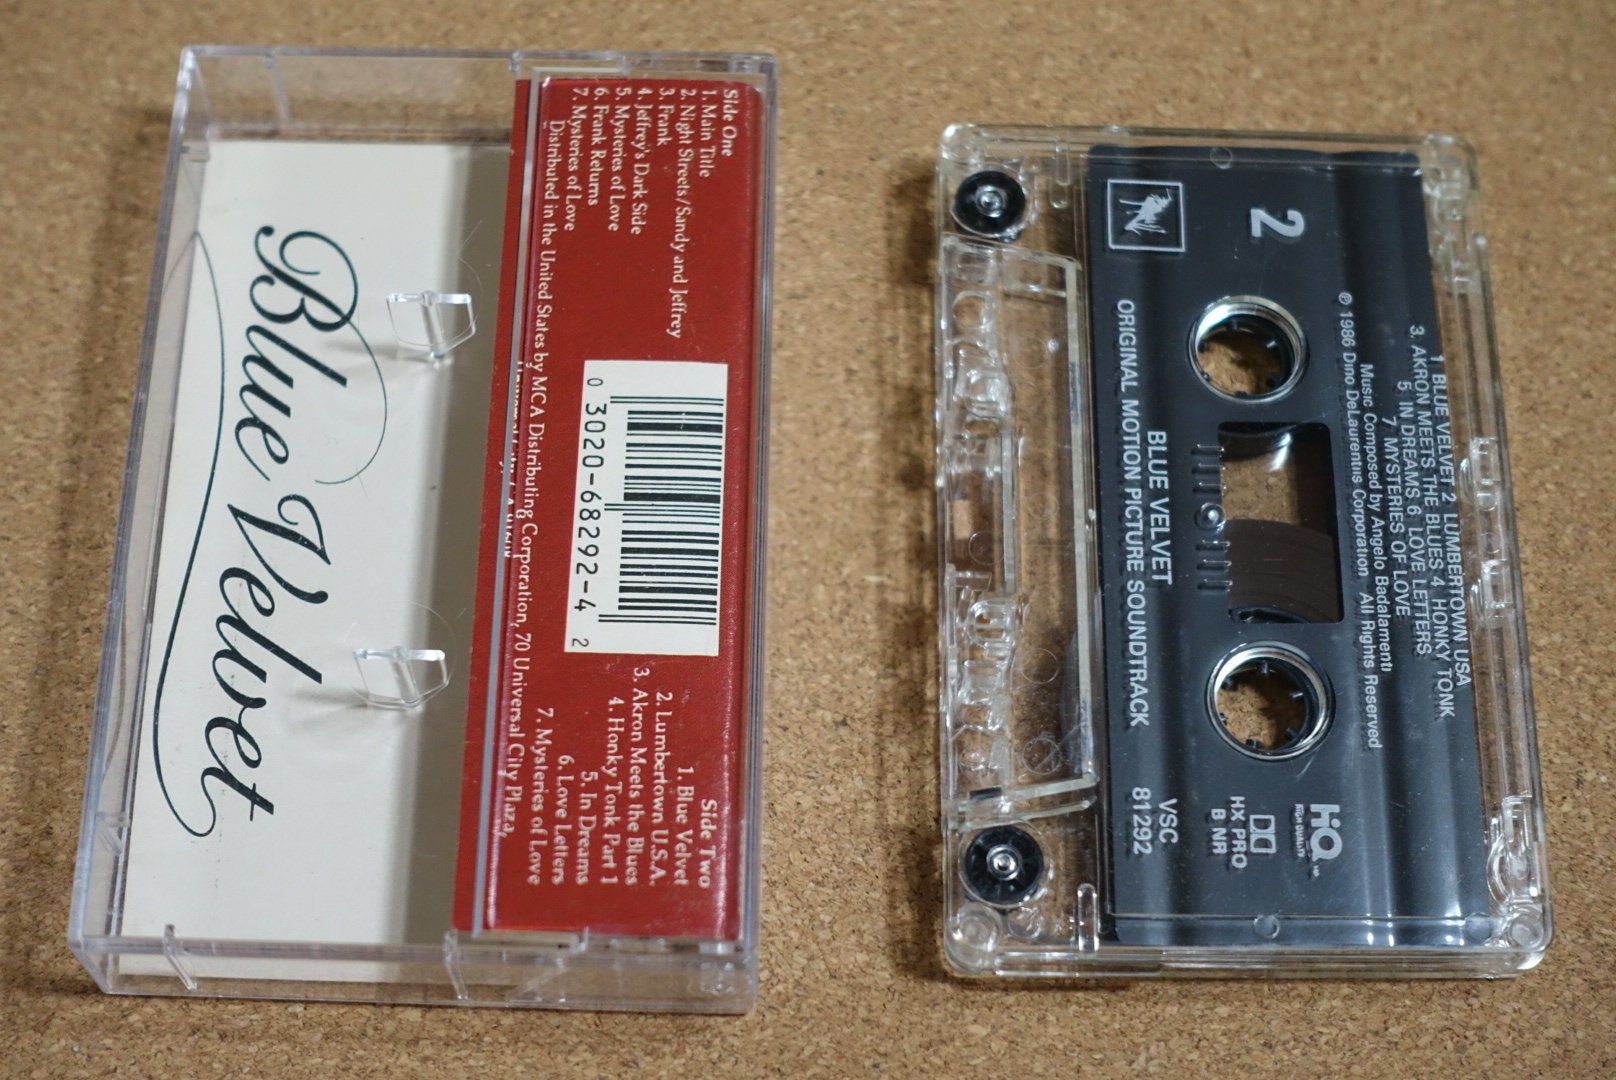 Side One
1. Main Title
2. Night Streets/Sandy and Jeffrey
3. Frank
4. Jeffrey's Dark Side
5. Mysteries of Love
6. Frank Returns
7. Mysteries of Love
Distributed in the United States by MCA Distributing Corporation, 70 Universal City Plaza,
0 3020-68292-4 2
Side Two
1. Blue Velvet
2. Lumbertown U.S.A.
3. Akron Meets the Blues
4. Honky Tonk Part 1
5. In Dreams
6. Love Letters
7. Mysteries of Love
Blue Velvet
1 BLUE VELVET 2. LUMBERTOWN USA
3. AKRON MEETS THE BLUES 4. HONKY TONK
5. IN DREAMS 6. LOVE LETTERS
7 MYSTERIES OF LOVE
Music Composed by Angelo Badalamenti
℗ 1986 Dino DeLaurentiis Corporation All Rights Reserved
2
HQ
HIGH QUALITY
HX PRO
B NR
BLUE VELVET
ORIGINAL MOTION PICTURE SOUNDTRACK
VSC
81292